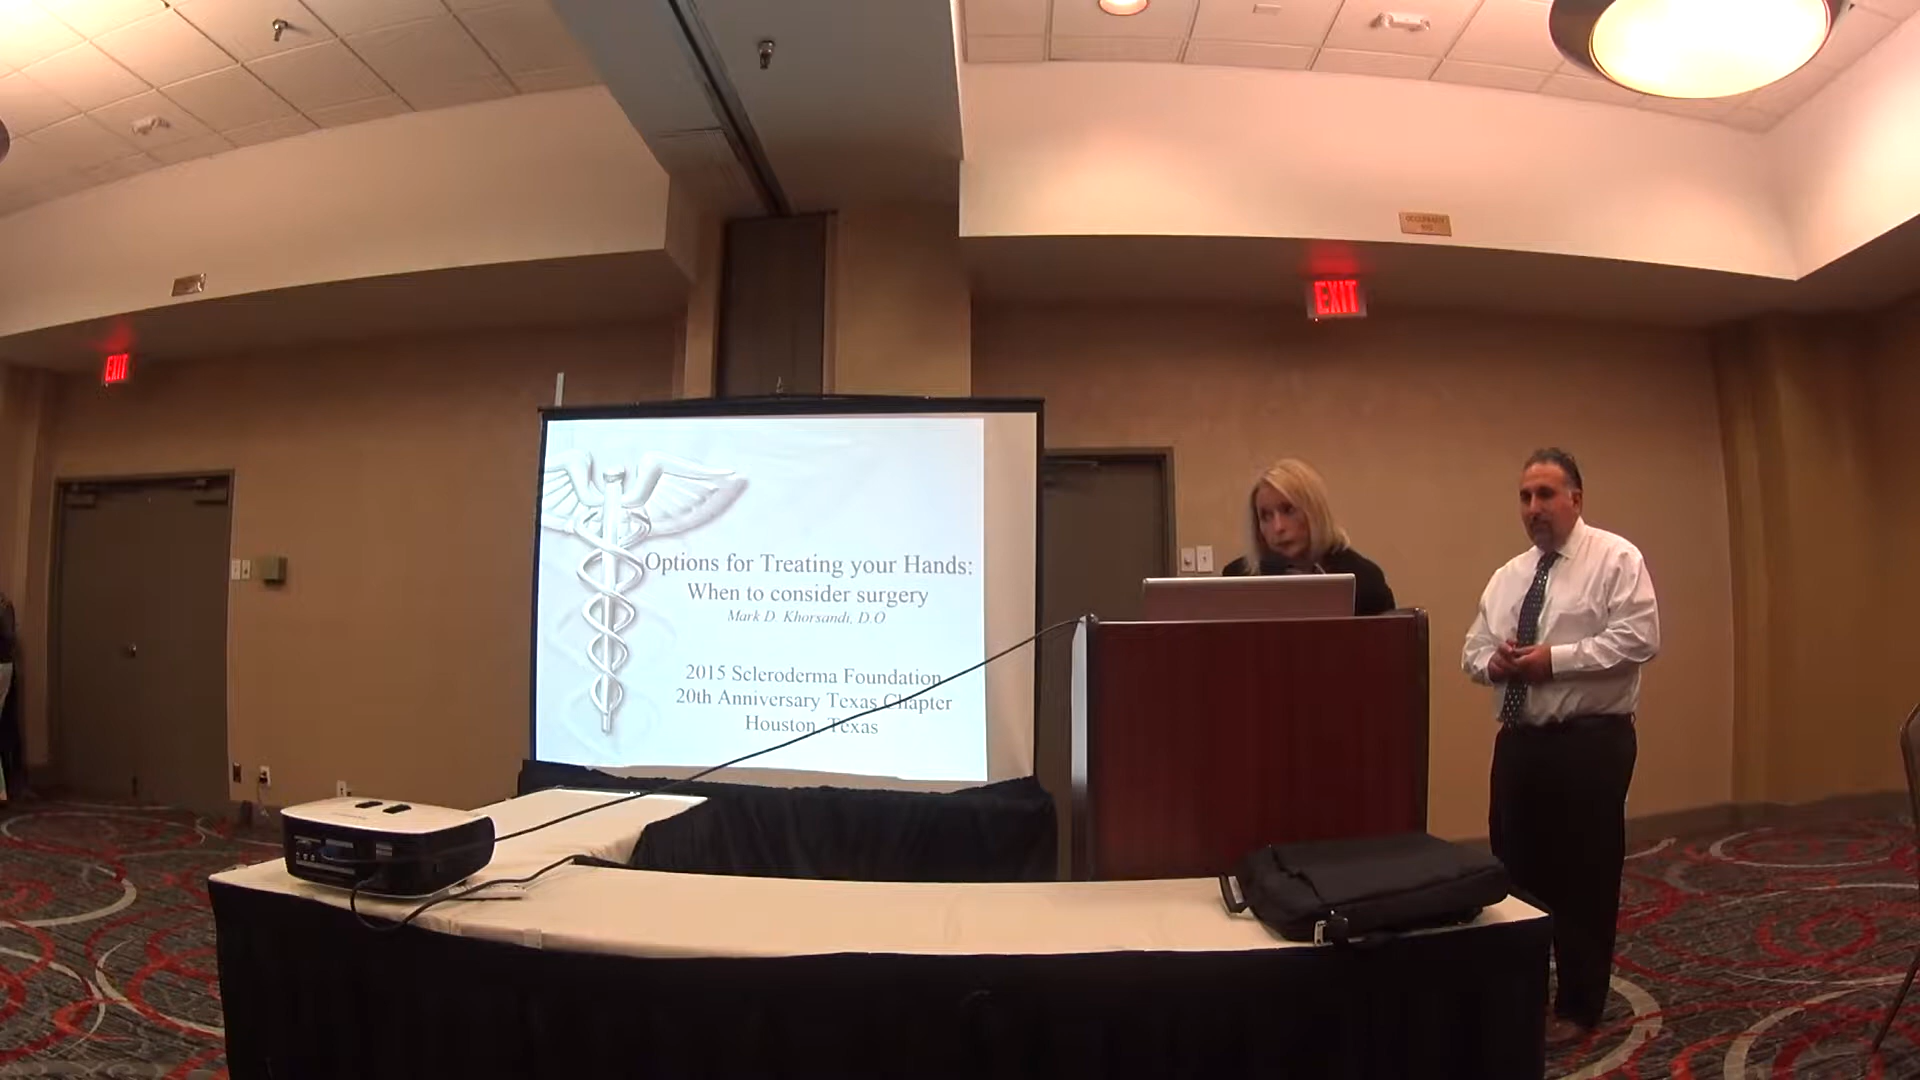 OCCUPANCY
EXIT
EXIT
Options for Treating your Hands:
When to consider surgery
Mark D. Khorsandi, D.O
2015 Scleroderma Foundation
20th Anniversary Texas Chapter
Houston, Texas